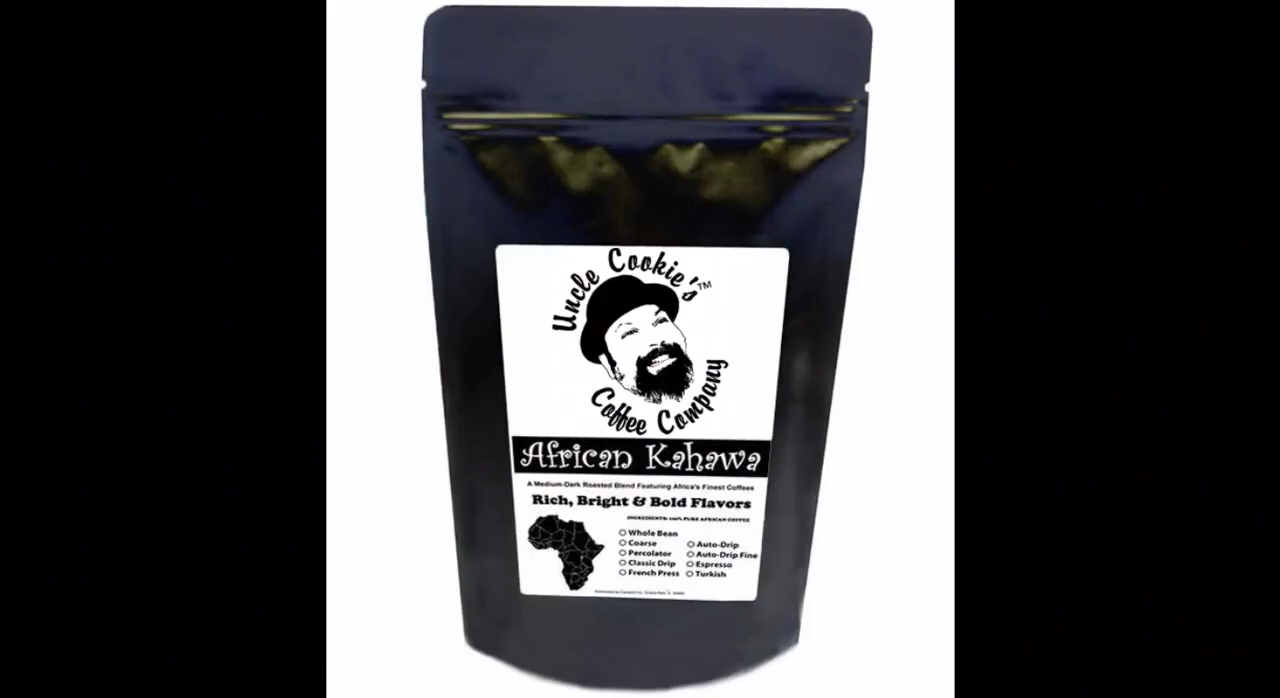 Uncle Cookie's™
Coffee Company
African Kahawa
A Medium-Dark Roasted Blend Featuring Africa's Finest Coffees
Rich, Bright & Bold Flavors
INGREDIENTS: 100% PURE AFRICAN COFFEE
Whole Bean
Coarse
Percolator
Classic Drip
French Press
Auto-Drip
Auto-Drip Fine
Espresso
Turkish